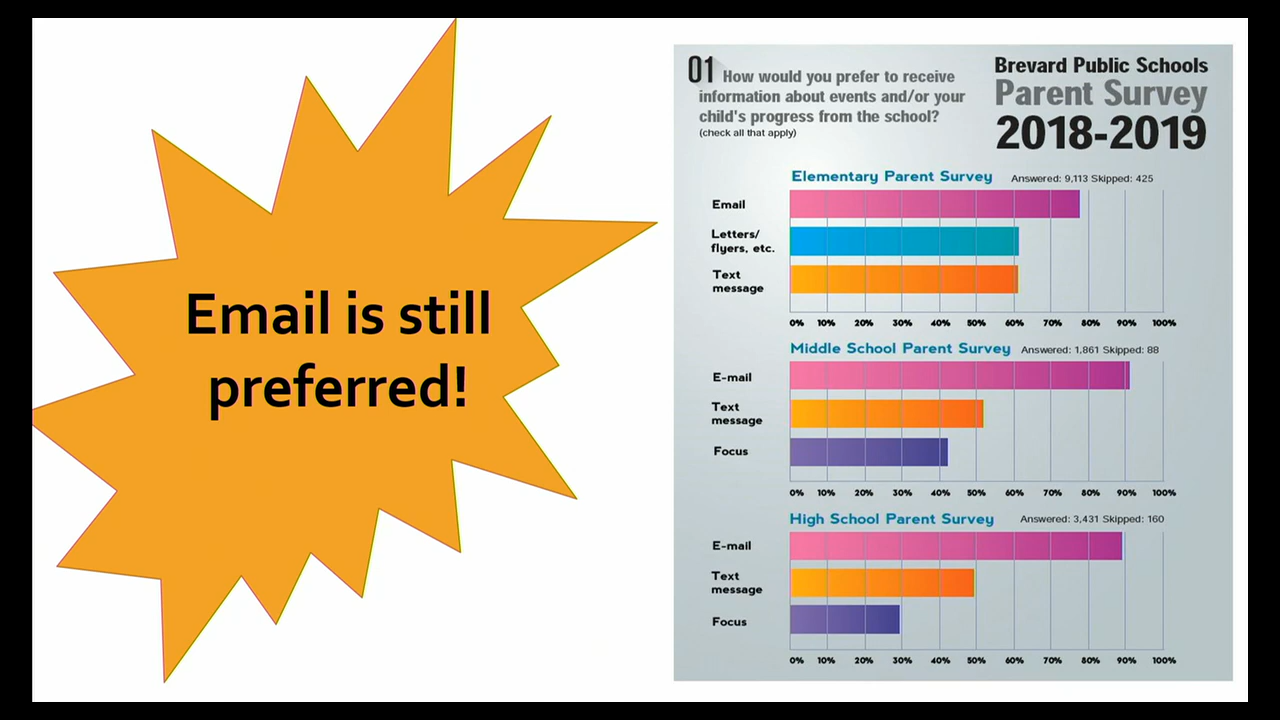 Email is still
preferred!
01 How would you prefer to receive
information about events and/or your
child's progress from the school?
(check all that apply)
Brevard Public Schools
Parent Survey
2018-2019
Elementary Parent Survey Answered: 9,113 Skipped: 425
Email
Letters/
flyers, etc.
Text
message
0% 10% 20% 30% 40% 50% 60% 70% 80% 90% 100%
Middle School Parent Survey Answered: 1,861 Skipped: 88
E-mail
Text
message
Focus
0% 10% 20% 30% 40% 50% 60% 70% 80% 90% 100%
High School Parent Survey Answered: 3,431 Skipped: 160
E-mail
Text
message
Focus
0% 10% 20% 30% 40% 50% 60% 70% 80% 90% 100%